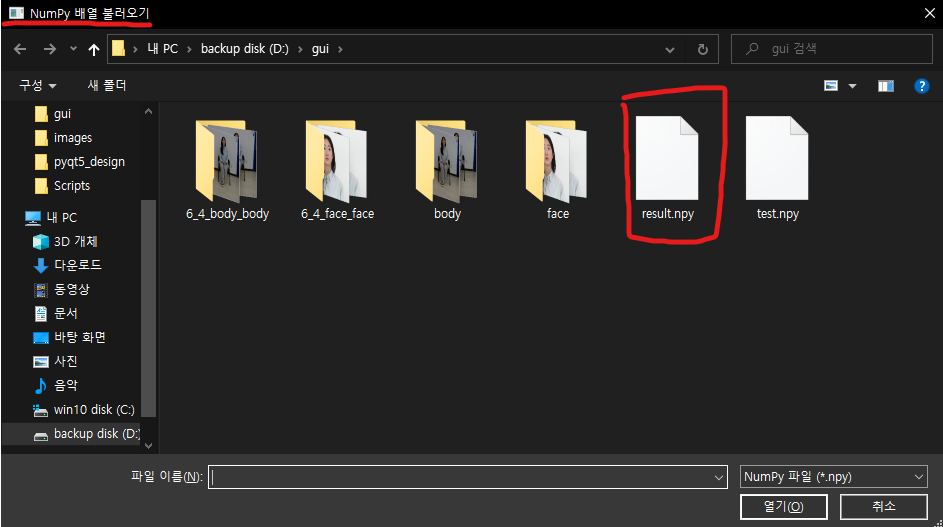 NumPy 배열 불러오기
내 PC > backup disk (D:) > gui >
gui 검색
구성
새 폴더
gui
images
pyqt5_design
Scripts
내 PC
3D 개체
다운로드
동영상
문서
바탕 화면
사진
음악
win10 disk (C:)
backup disk (D:)
6_4_body_body
6_4_face_face
body
face
result.npy
test.npy
파일 이름(N):
NumPy 파일 (*.npy)
열기(O)
취소